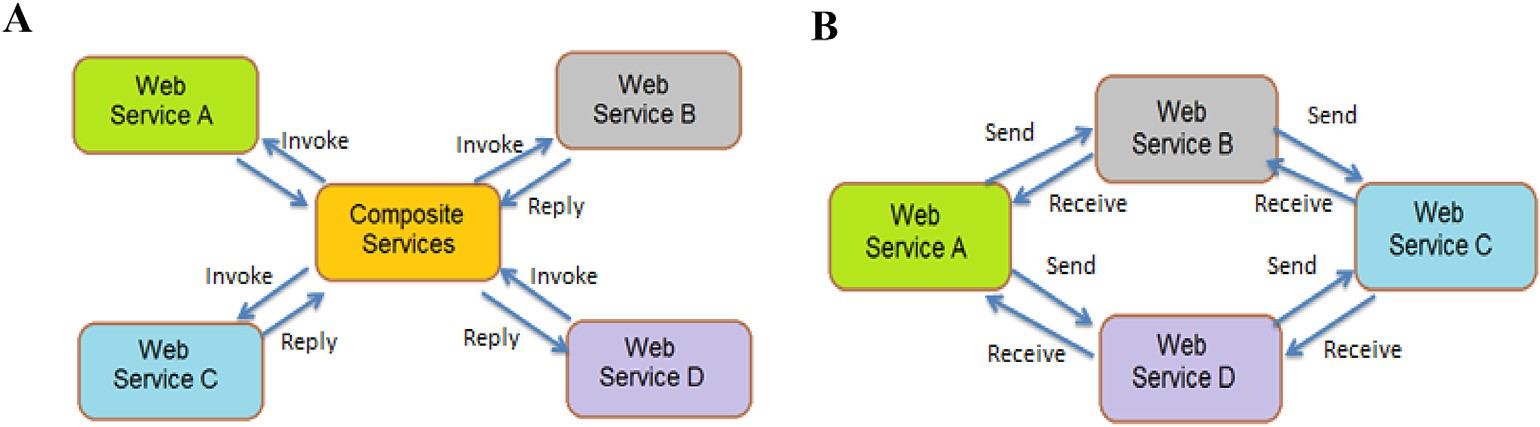 A
Web
Service A
Web
Service B
Invoke
Invoke
Reply
Composite
Services
Invoke
Invoke
Reply
Reply
Web
Service C
Web
Service D
B
Web
Service B
Send
Send
Receive
Receive
Web
Service A
Web
Service C
Send
Send
Receive
Receive
Web
Service D